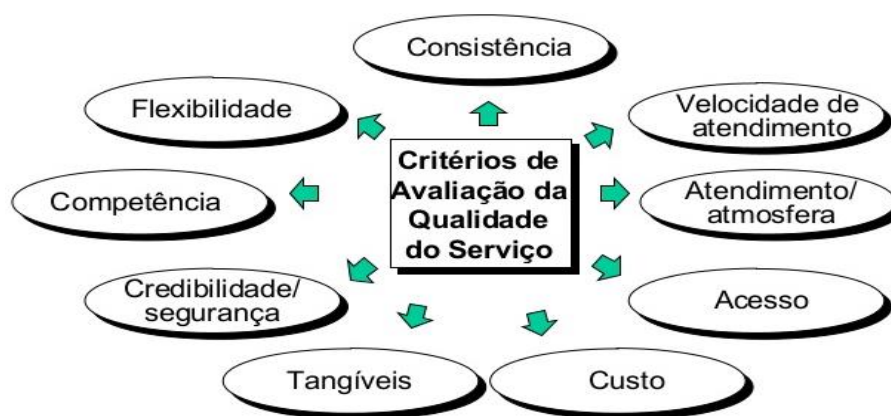 Consistência
Flexibilidade
Velocidade de
atendimento
Critérios de
Avaliação da
Qualidade
do Serviço
Competência
Atendimento/
atmosfera
Credibilidade/
segurança
Acesso
Tangíveis
Custo